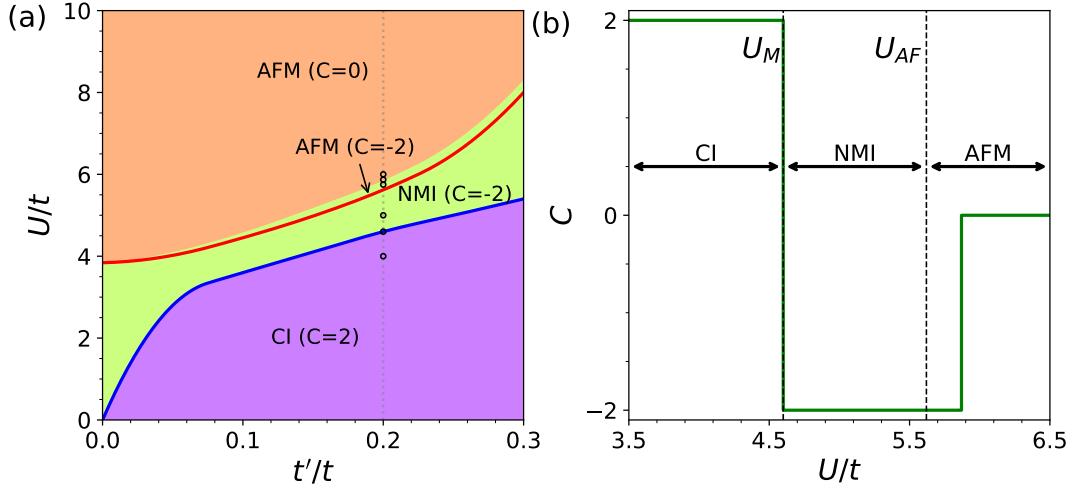 (a)
10
8
6
4
2
0
U/t
AFM (C=0)
AFM (C=-2)
NMI (C=-2)
CI (C=2)
0.0 0.1 0.2 0.3
t′/t
(b)
2
0
−2
C
U_M
U_AF
CI NMI AFM
3.5 4.5 5.5 6.5
U/t